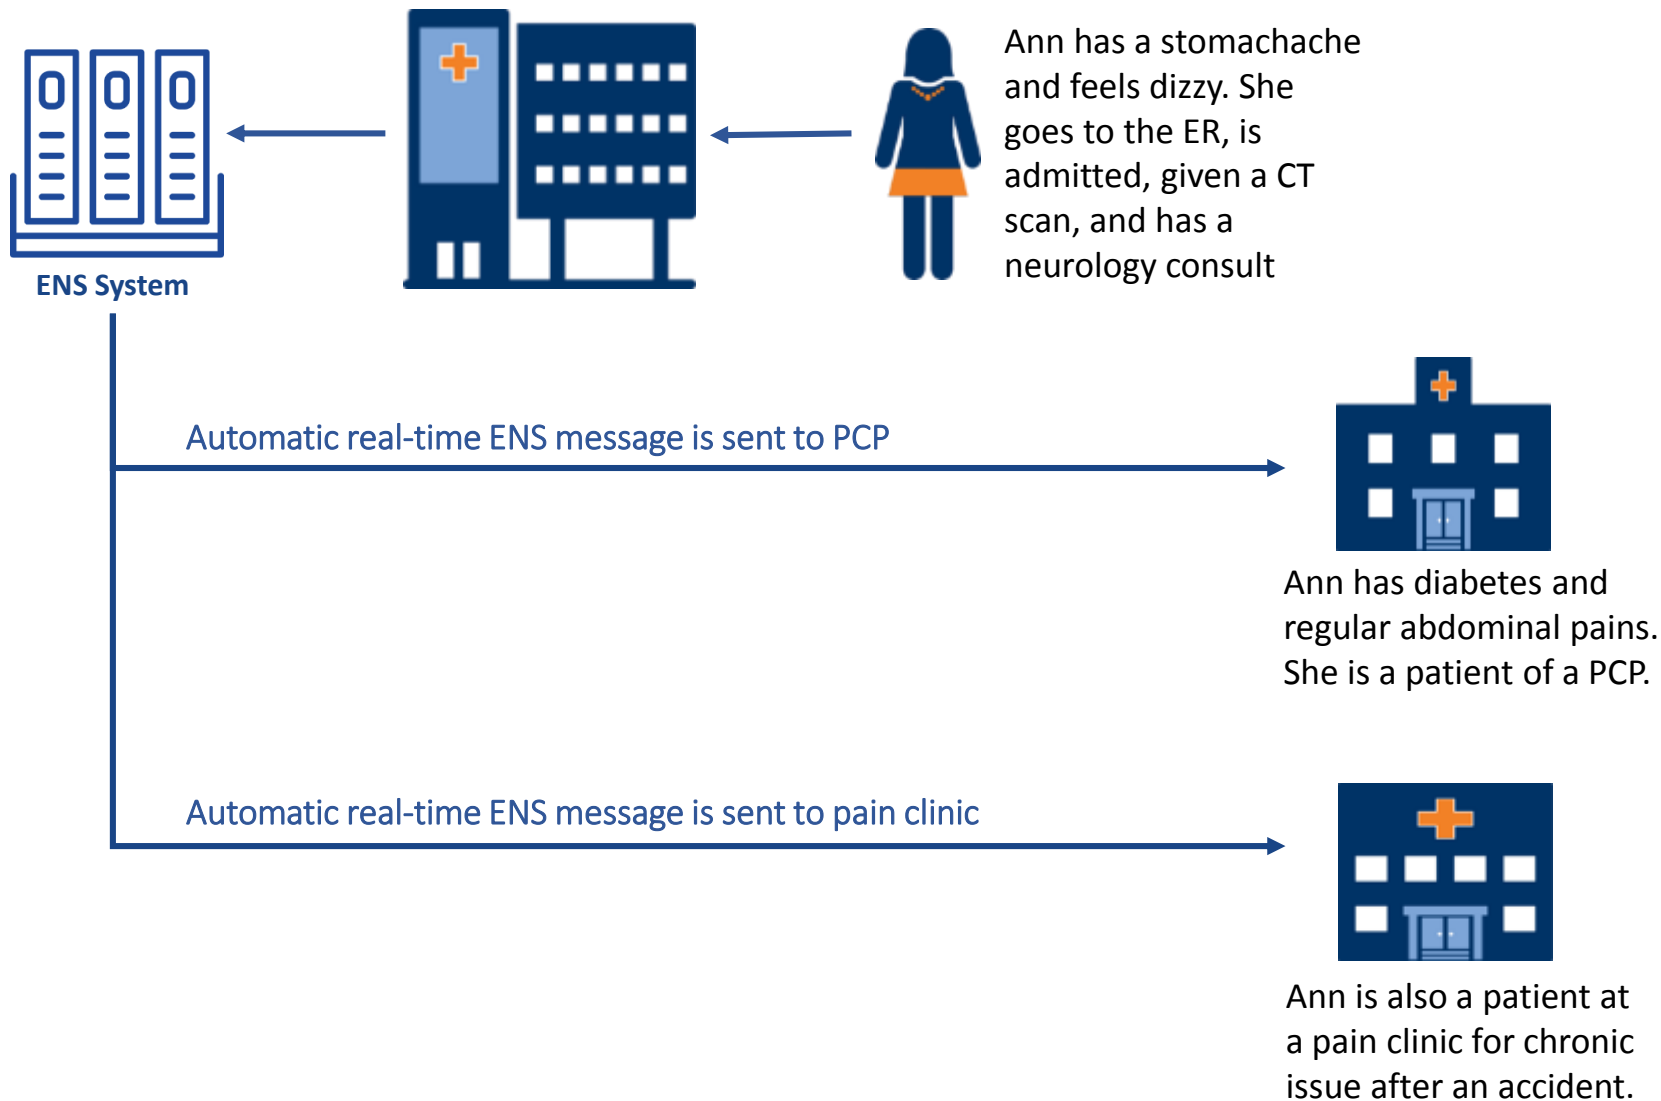 Ann has a stomachache
and feels dizzy. She
goes to the ER, is
admitted, given a CT
scan, and has a
neurology consult
ENS System
Automatic real-time ENS message is sent to PCP
Ann has diabetes and
regular abdominal pains.
She is a patient of a PCP.
Automatic real-time ENS message is sent to pain clinic
Ann is also a patient at
a pain clinic for chronic
issue after an accident.